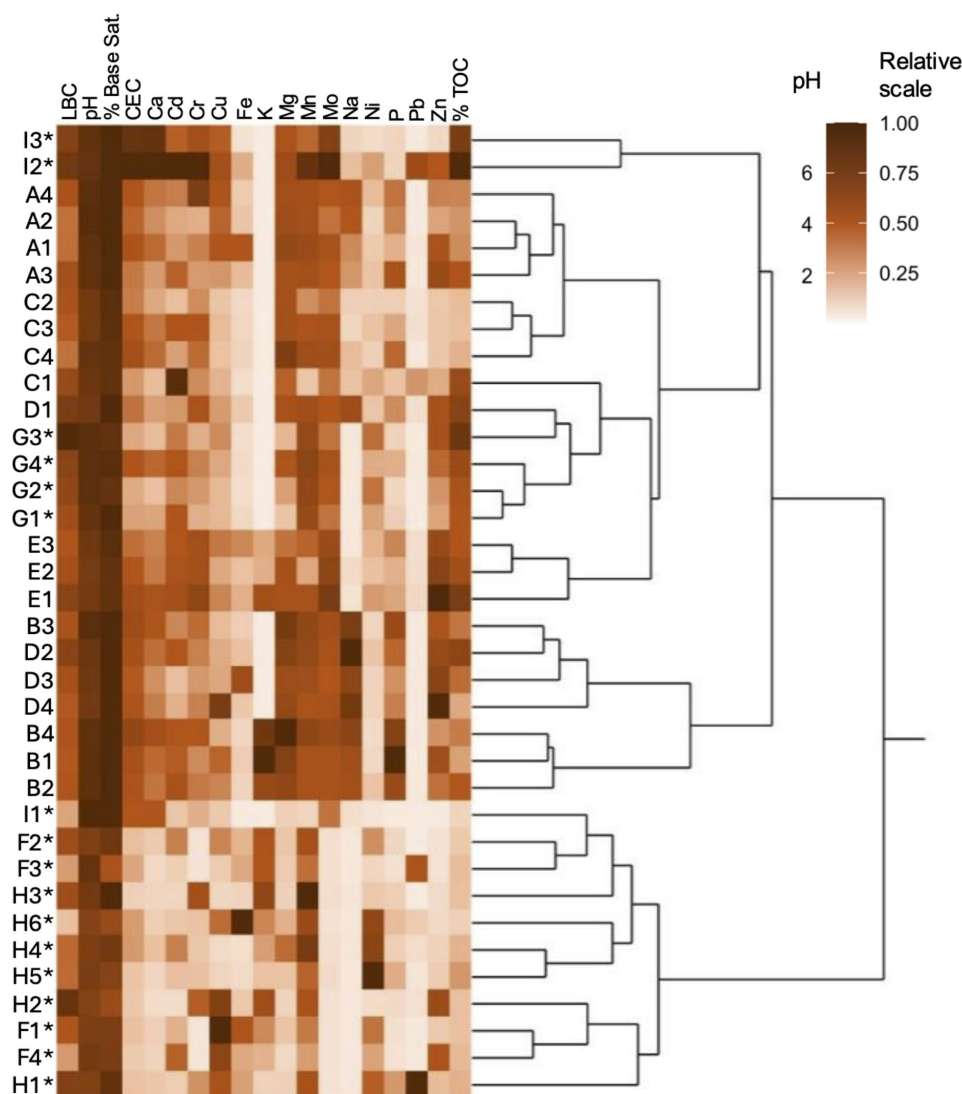 LBC
pH
% Base Sat.
CEC
Ca
Cd
Cr
Cu
Fe
K
Mg
Mn
Mo
Na
Ni
P
Pb
Zn
% TOC
pH
Relative
scale
1.00
6
0.75
4
0.50
2
0.25
I3*
I2*
A4
A2
A1
A3
C2
C3
C4
C1
D1
G3*
G4*
G2*
G1*
E3
E2
E1
B3
D2
D3
D4
B4
B1
B2
I1*
F2*
F3*
H3*
H6*
H4*
H5*
H2*
F1*
F4*
H1*